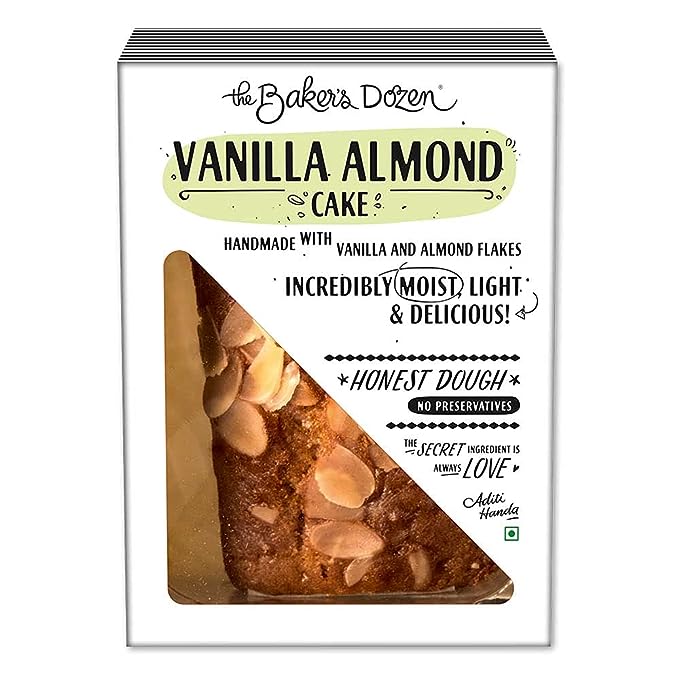 the Baker's Dozen®
VANILLA ALMOND
CAKE
HANDMADE WITH VANILLA AND ALMOND FLAKES
INCREDIBLY MOIST, LIGHT
& DELICIOUS!
*HONEST DOUGH*
NO PRESERVATIVES
THE SECRET INGREDIENT IS
ALWAYS LOVE
Aditi
Handa